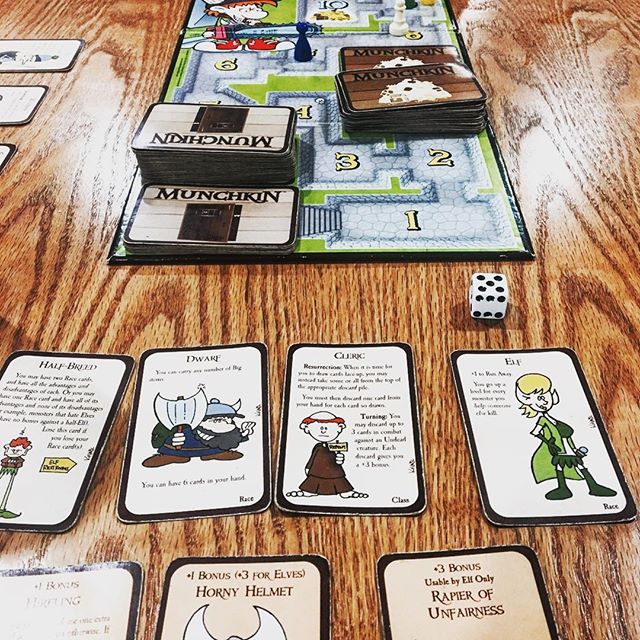 10
6
5
4
3
2
1
MUNCHKIN
MUNCHKIN
MUNCHKIN
MUNCHKIN
HALF-BREED
You may have two Race cards,
and have all the advantages and
disadvantages of each. Or you may
have one Race card and have all of its
advantages and none of its disadvantages
example, monsters that hate Elves
have no bonus against a half-Elf).
Lose this card if
you lose your
Race card(s).
ELF
DWARF
You can carry any number of Big
items.
You can have 6 cards in your hand.
Race
CLERIC
Resurrection: When it is time for
you to draw cards face-up, you may
instead take some or all from the top of
the appropriate discard pile.
You must then discard one card from
your hand for each card so drawn.
Turning: You
may discard up
to 3 cards in combat
against an Undead
creature. Each
discard gives you
a +3 bonus.
Class
ELF
+1 to Run Away.
You go up a
level for every
monster you
help someone
else kill.
Race
+1 BONUS
HIRELING
+1 BONUS (+3 FOR ELVES)
HORNY HELMET
+3 BONUS
Usable by Elf Only
RAPIER OF
UNFAIRNESS